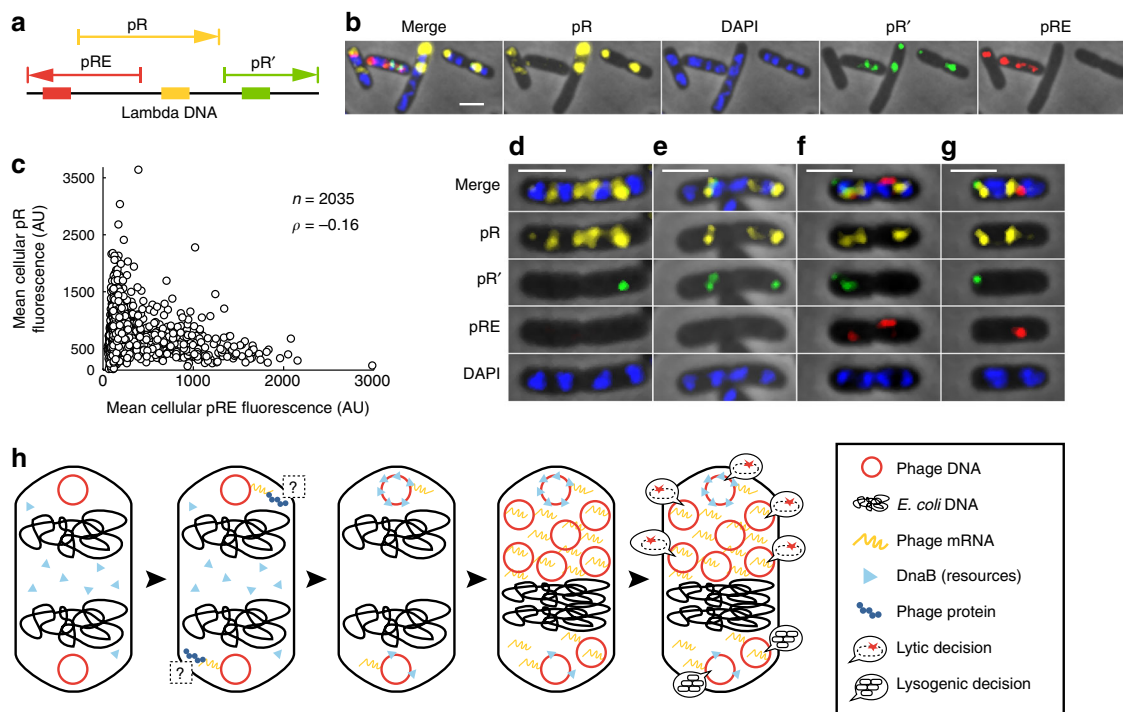 a
pR
pRE
pR′
Lambda DNA
b
Merge
pR
DAPI
pR′
pRE
c
Mean cellular pR
fluorescence (AU)
3500
2500
1500
500
0
0
1000
2000
3000
Mean cellular pRE fluorescence (AU)
n = 2035
ρ = –0.16
d
e
f
g
Merge
pR
pR′
pRE
DAPI
h
?
?
Phage DNA
E. coli DNA
Phage mRNA
DnaB (resources)
Phage protein
Lytic decision
Lysogenic decision